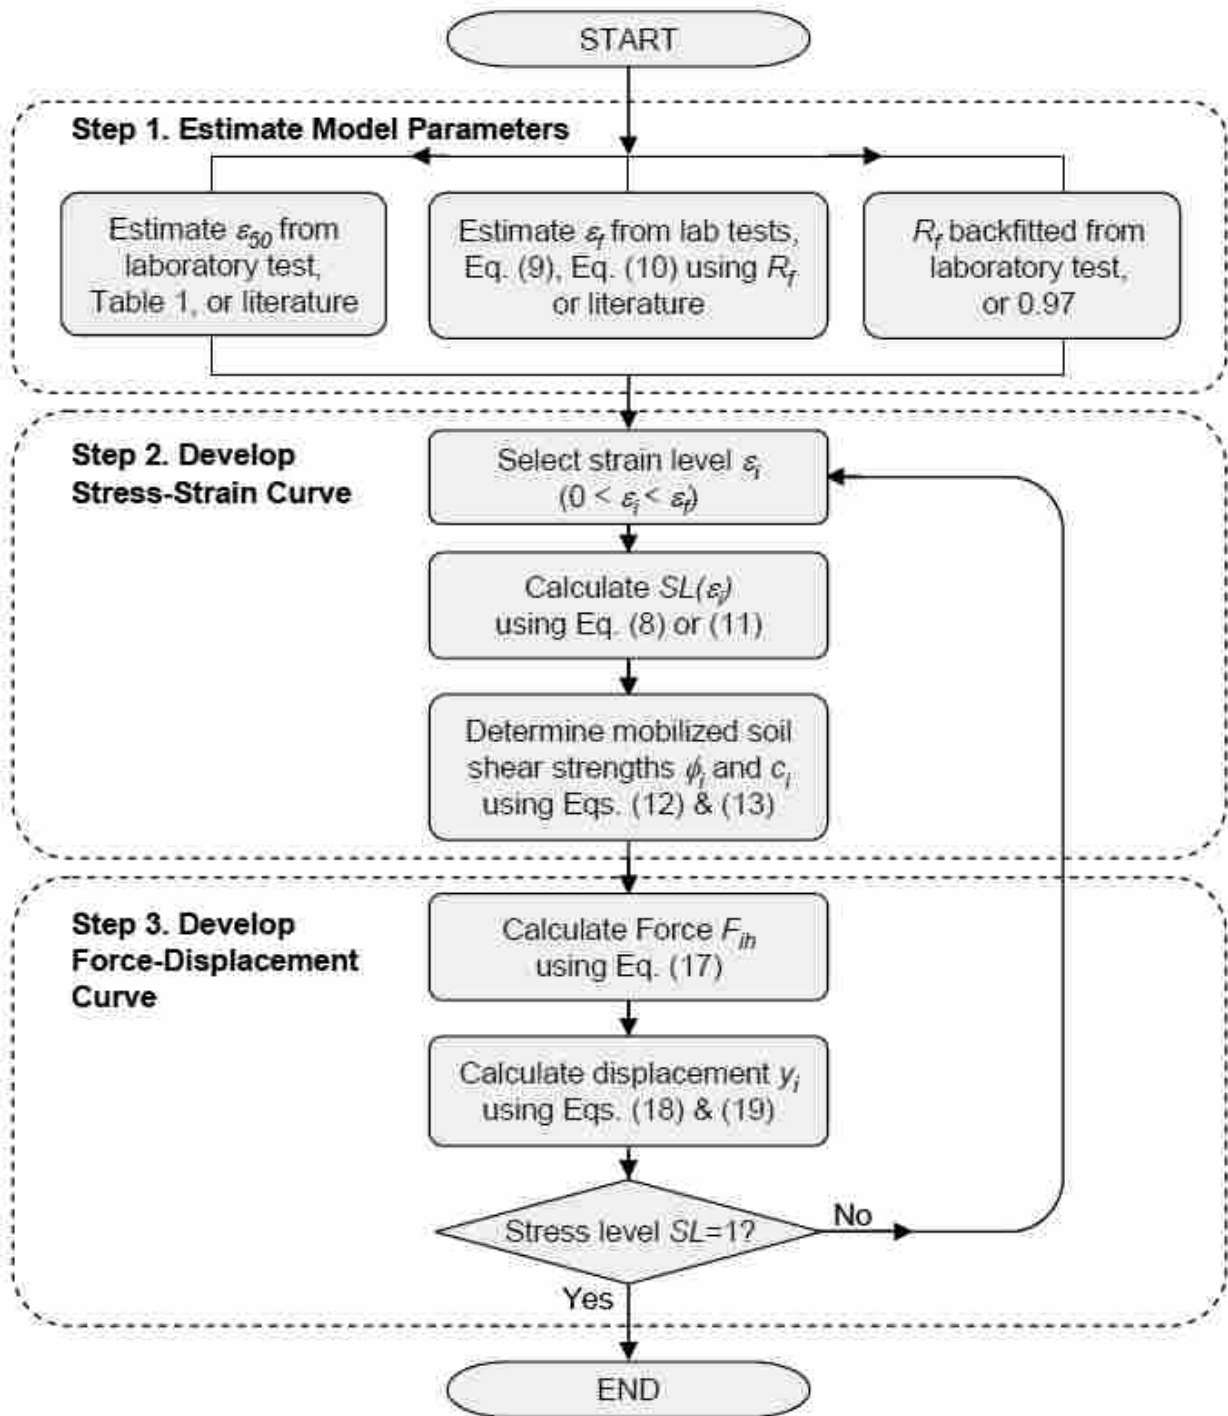 START
Step 1. Estimate Model Parameters
Estimate ε50 from
laboratory test,
Table 1, or literature
Estimate εf from lab tests,
Eq. (9), Eq. (10) using Rf
or literature
Rf backfitted from
laboratory test,
or 0.97
Step 2. Develop
Stress-Strain Curve
Select strain level εi
(0 < εi < εf)
Calculate SL(εi)
using Eq. (8) or (11)
Determine mobilized soil
shear strengths ϕi and ci
using Eqs. (12) & (13)
Step 3. Develop
Force-Displacement
Curve
Calculate Force Fih
using Eq. (17)
Calculate displacement yi
using Eqs. (18) & (19)
Stress level SL=1?
No
Yes
END